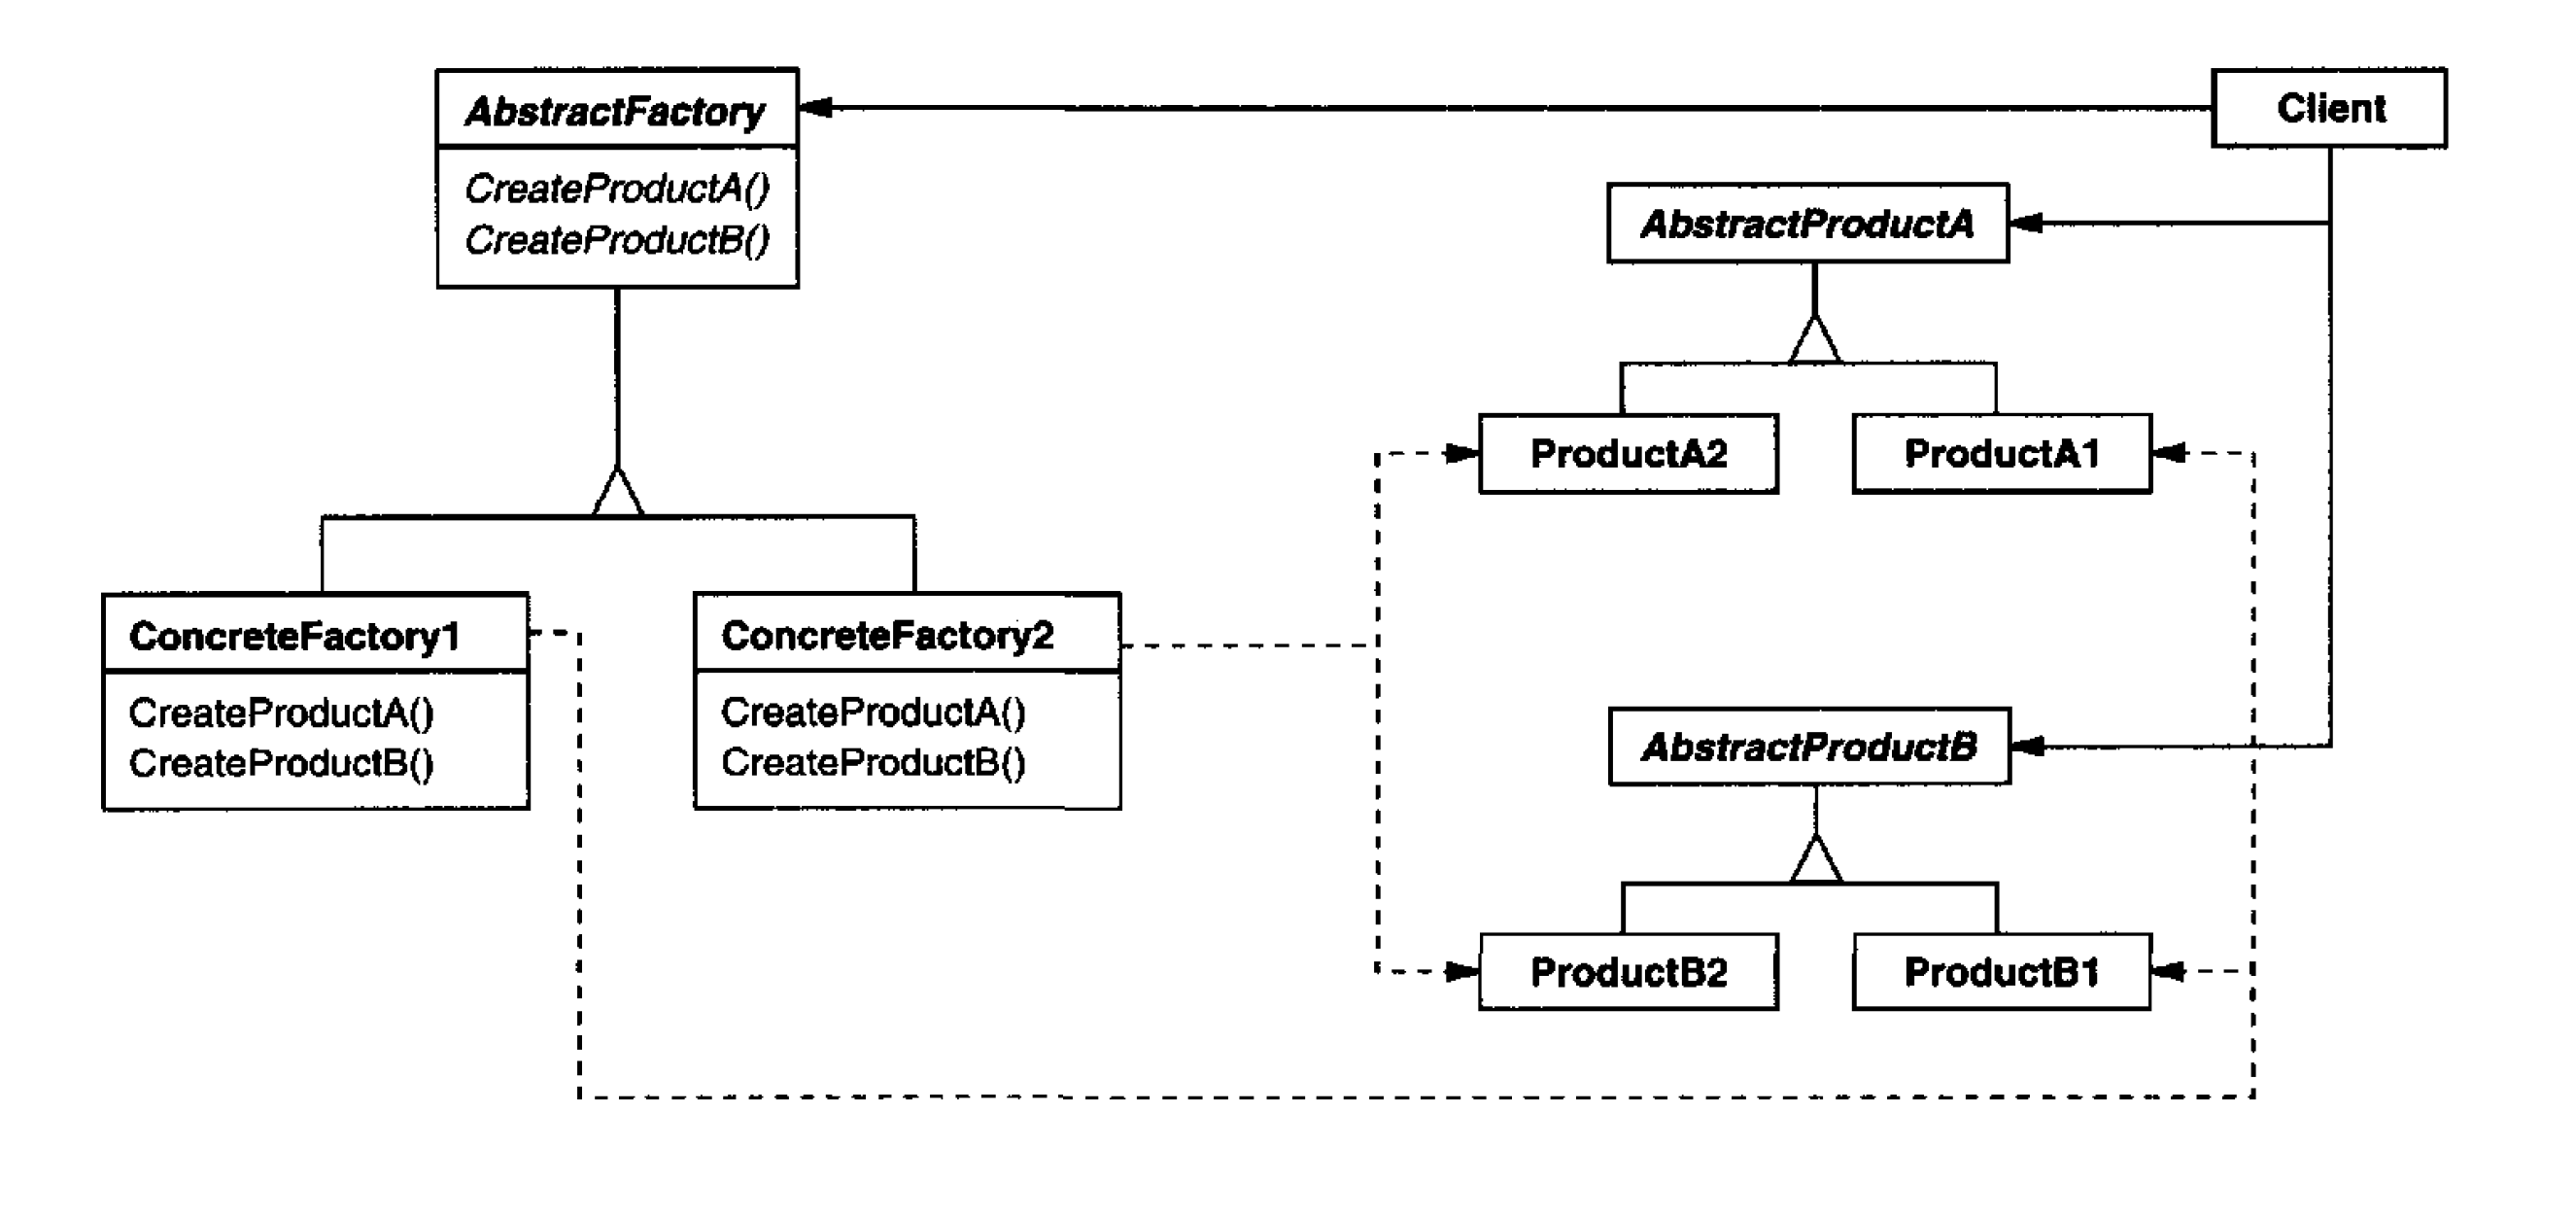 AbstractFactory
CreateProductA()
CreateProductB()
Client
AbstractProductA
ProductA2
ProductA1
ConcreteFactory1
CreateProductA()
CreateProductB()
ConcreteFactory2
CreateProductA()
CreateProductB()
AbstractProductB
ProductB2
ProductB1